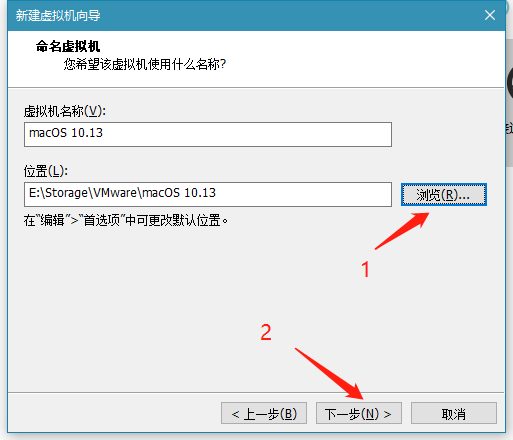 新建虚拟机向导
命名虚拟机
您希望该虚拟机使用什么名称?
虚拟机名称(V):
macOS 10.13
位置(L):
E:\Storage\VMware\macOS 10.13
浏览(R)...
在“编辑”>“首选项”中可更改默认位置。
1
2
< 上一步(B)
下一步(N) >
取消